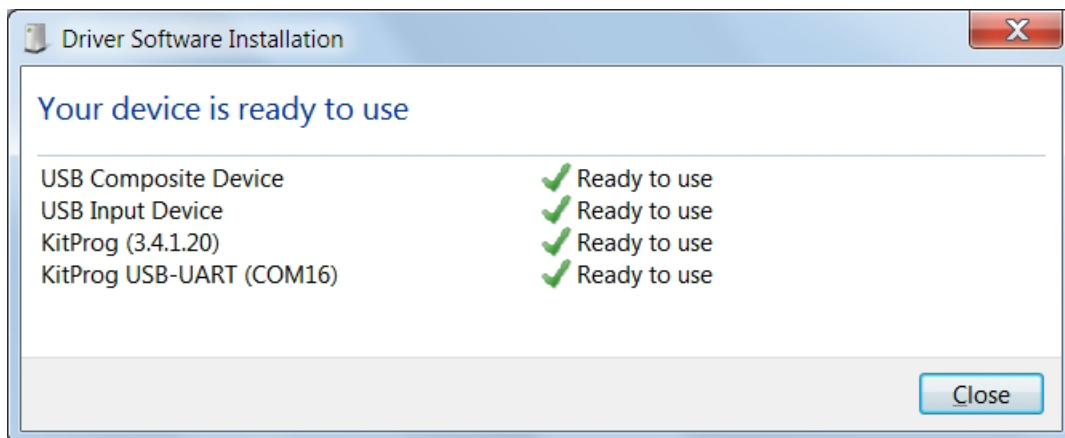 Driver Software Installation
Your device is ready to use
USB Composite Device Ready to use
USB Input Device Ready to use
KitProg (3.4.1.20) Ready to use
KitProg USB-UART (COM16) Ready to use
Close